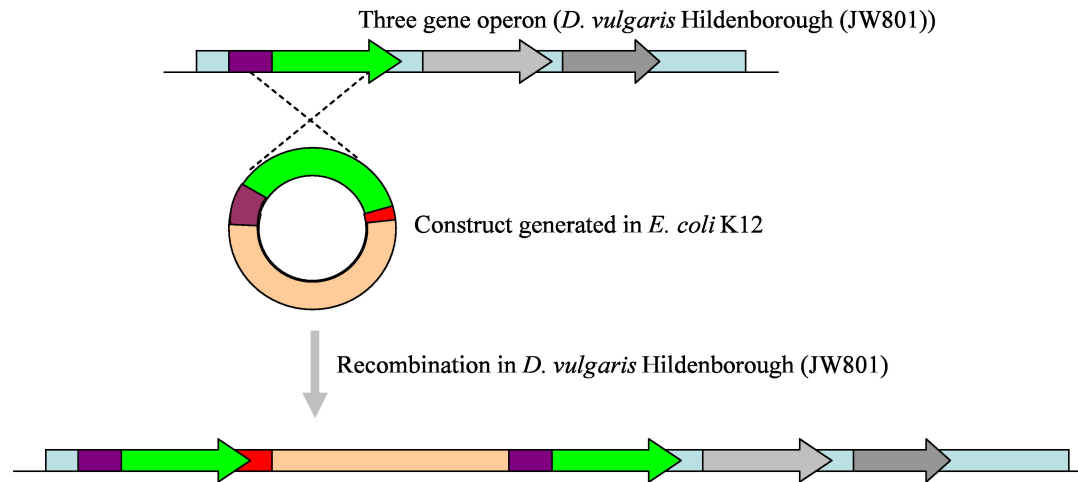 Three gene operon (D. vulgaris Hildenborough (JW801))
Construct generated in E. coli K12
Recombination in D. vulgaris Hildenborough (JW801)